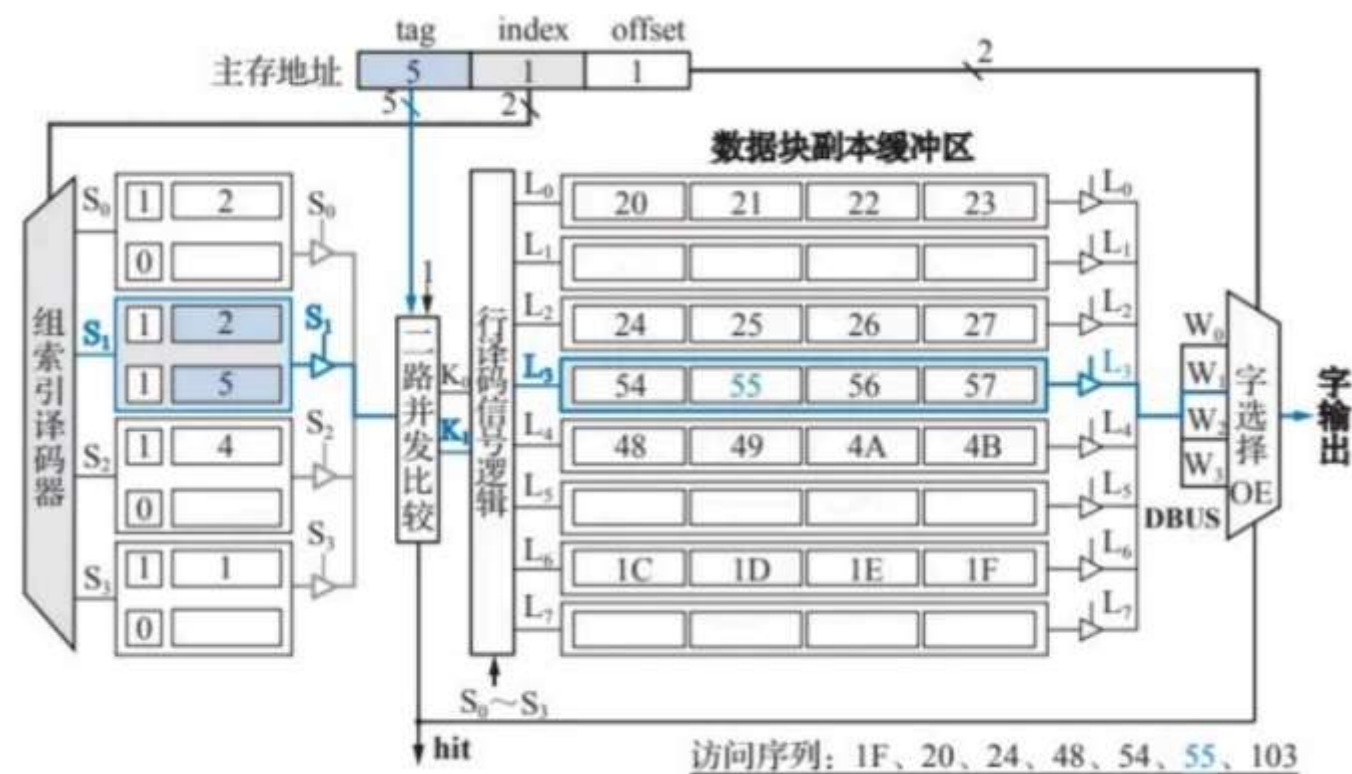 tag index offset
主存地址 5 1 1
2
5 2
数据块副本缓冲区
组索引译码器
S₀ 1 2 S₀
0
S₁ 1 2 S₁
1 5
S₂ 1 4 S₂
0
S₃ 1 1 S₃
0
1
二路并发比较
K₀
K₁
行译码信号逻辑
S₀～S₃
L₀ 20 21 22 23 L₀
L₁ L₁
L₂ 24 25 26 27 L₂
L₃ 54 55 56 57 L₃
L₄ 48 49 4A 4B L₄
L₅ L₅
L₆ 1C 1D 1E 1F L₆
L₇ L₇
W₀
W₁
W₂
W₃
DBUS
字选择
OE
字输出
hit
访问序列：1F、20、24、48、54、55、103